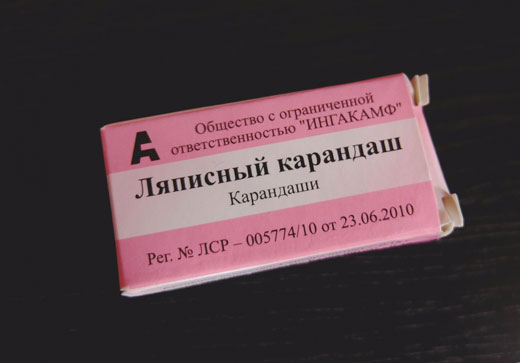 Общество с ограниченной
ответственностью "ИНГАКАМФ"
Ляписный карандаш
Карандаши
Рег. № ЛСР – 005774/10 от 23.06.2010